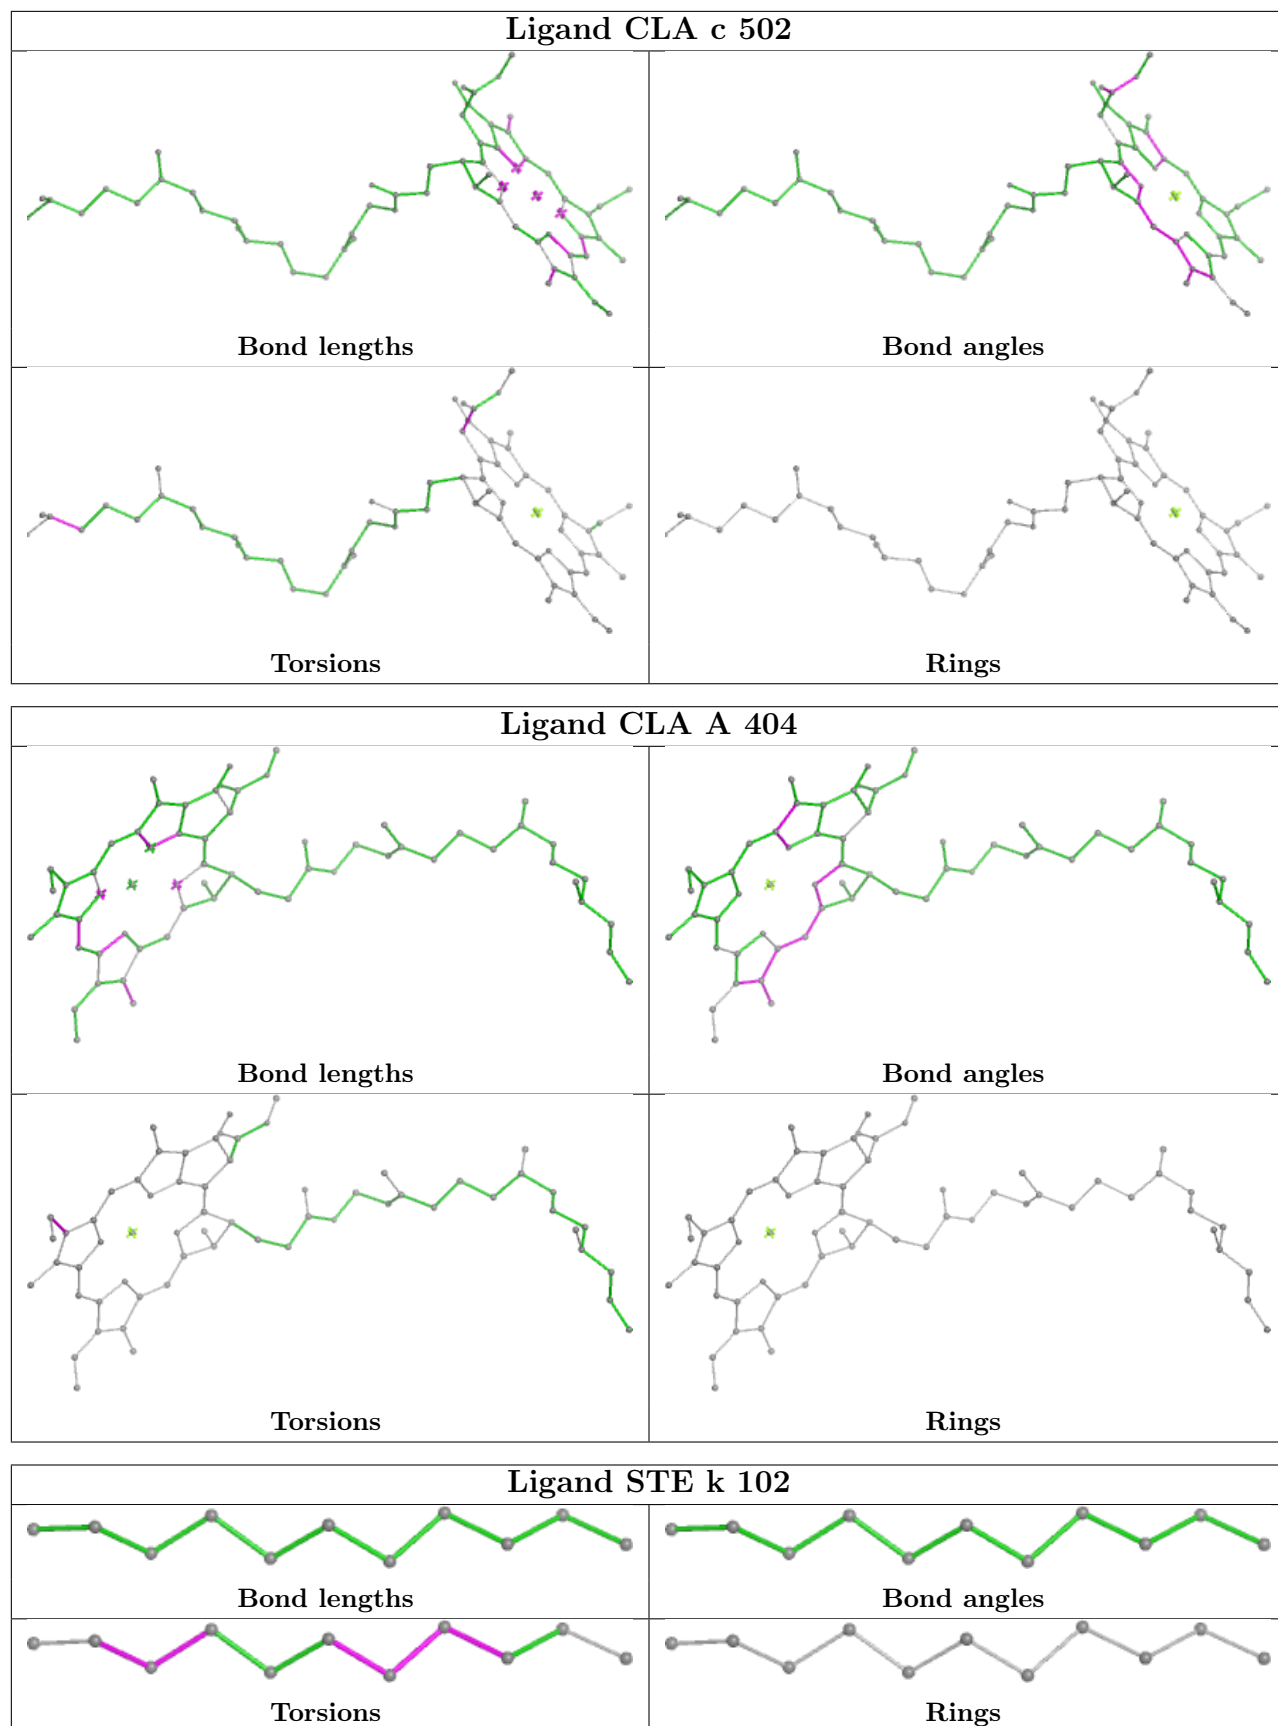 Ligand CLA c 502
Bond lengths
Bond angles
Torsions
Rings
Ligand CLA A 404
Bond lengths
Bond angles
Torsions
Rings
Ligand STE k 102
Bond lengths
Bond angles
Torsions
Rings